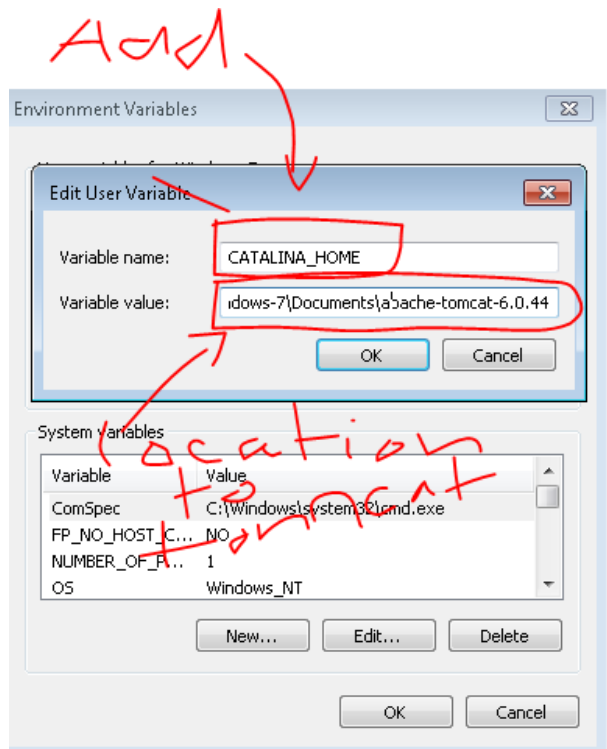 Add
Environment Variables
Edit User Variable
Variable name: CATALINA_HOME
Variable value: dows-7\Documents\apache-tomcat-6.0.44
OK Cancel
Location
to
tomcat
System variables
Variable Value
ComSpec C:\Windows\system32\cmd.exe
FP_NO_HOST_C... NO
NUMBER_OF_P... 1
OS Windows_NT
New... Edit... Delete
OK Cancel